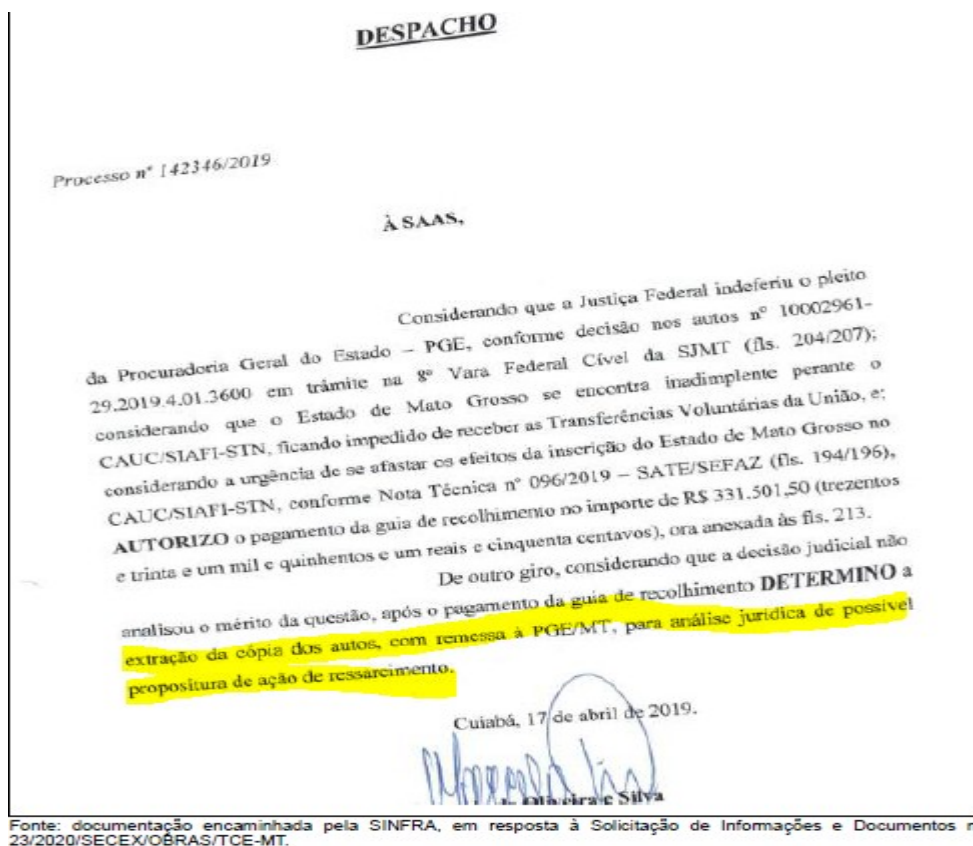 DESPACHO
Processo nº 142346/2019
À SAAS,
Considerando que a Justiça Federal indeferiu o pleito
da Procuradoria Geral do Estado – PGE, conforme decisão nos autos nº 10002961-
29.2019.4.01.3600 em trâmite na 8º Vara Federal Cível da SJMT (fls. 204/207);
considerando que o Estado de Mato Grosso se encontra inadimplente perante o
CAUC/SIAFI-STN, ficando impedido de receber as Transferências Voluntárias da União, e;
considerando a urgência de se afastar os efeitos da inscrição do Estado de Mato Grosso no
CAUC/SIAFI-STN, conforme Nota Técnica nº 096/2019 – SATE/SEFAZ (fls. 194/196),
AUTORIZO o pagamento da guia de recolhimento no importe de R$ 331.501,50 (trezentos
e trinta e um mil e quinhentos e um reais e cinquenta centavos), ora anexada às fls. 213.
De outro giro, considerando que a decisão judicial não
analisou o mérito da questão, após o pagamento da guia de recolhimento DETERMINO a
extração da cópia dos autos, com remessa à PGE/MT, para análise jurídica de possível
propositura de ação de ressarcimento.
Cuiabá, 17 de abril de 2019.
Oliveira e Silva
Fonte: documentação encaminhada pela SINFRA, em resposta à Solicitação de Informações e Documentos n
23/2020/SECEX/OBRAS/TCE-MT.